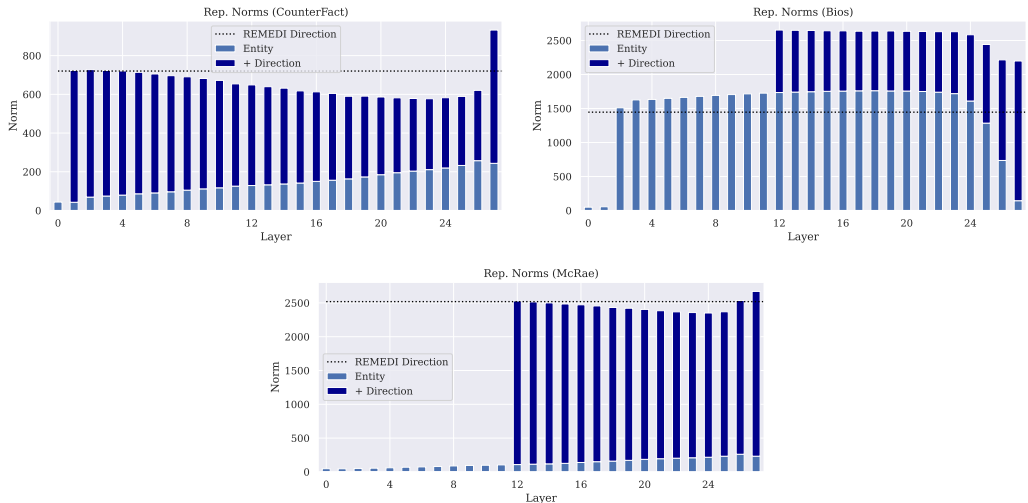 Rep. Norms (CounterFact)
REMEDI Direction
Entity
+ Direction
Norm
800
600
400
200
0
0 4 8 12 16 20 24
Layer
Rep. Norms (Bios)
REMEDI Direction
Entity
+ Direction
Norm
2500
2000
1500
1000
500
0
0 4 8 12 16 20 24
Layer
Rep. Norms (McRae)
REMEDI Direction
Entity
+ Direction
Norm
2500
2000
1500
1000
500
0
0 4 8 12 16 20 24
Layer